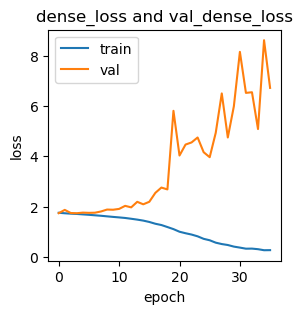 dense_loss and val_dense_loss
train
val
loss
8
6
4
2
0
0 10 20 30
epoch